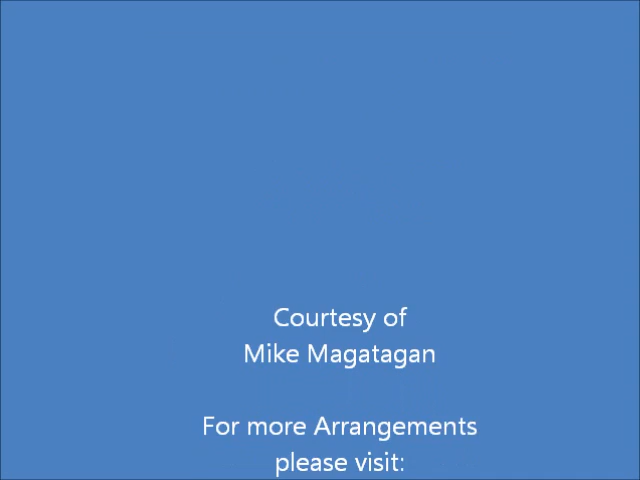 Courtesy of
Mike Magatagan
For more Arrangements
please visit: